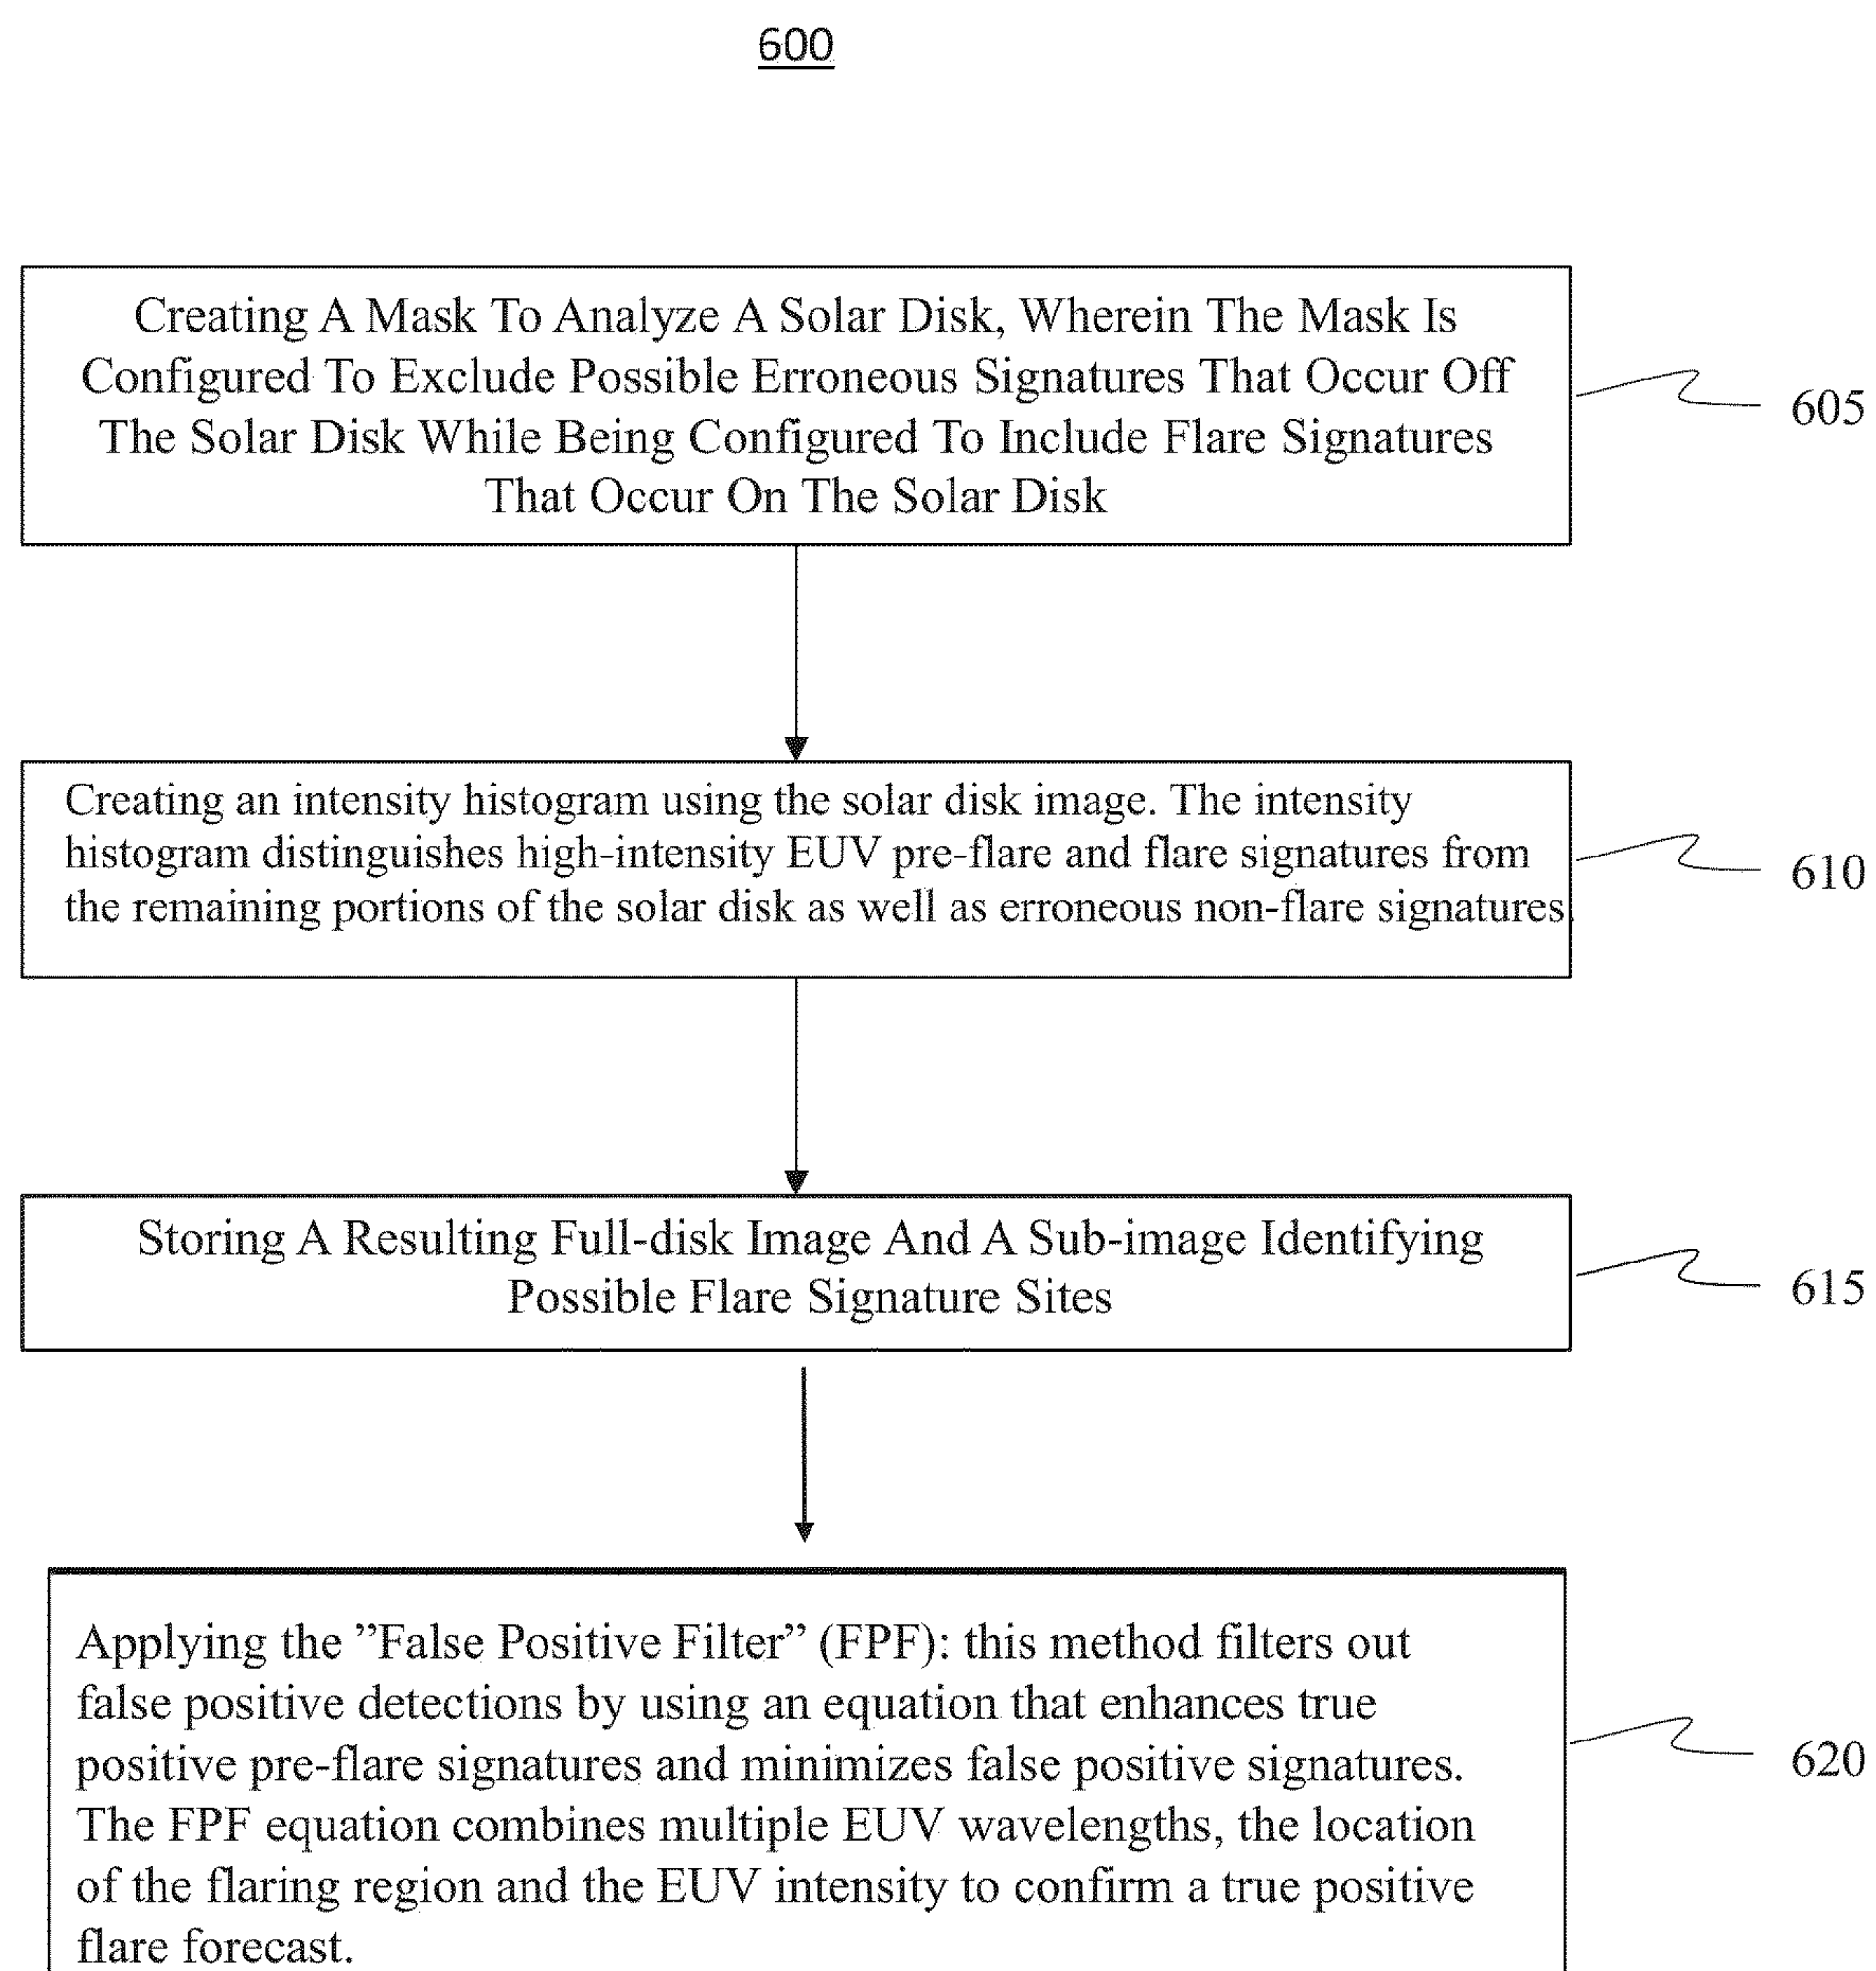 600
Creating A Mask To Analyze A Solar Disk, Wherein The Mask Is
Configured To Exclude Possible Erroneous Signatures That Occur Off
The Solar Disk While Being Configured To Include Flare Signatures
That Occur On The Solar Disk
605
Creating an intensity histogram using the solar disk image. The intensity
histogram distinguishes high-intensity EUV pre-flare and flare signatures from
the remaining portions of the solar disk as well as erroneous non-flare signatures.
610
Storing A Resulting Full-disk Image And A Sub-image Identifying
Possible Flare Signature Sites
615
Applying the ”False Positive Filter” (FPF): this method filters out
false positive detections by using an equation that enhances true
positive pre-flare signatures and minimizes false positive signatures.
The FPF equation combines multiple EUV wavelengths, the location
of the flaring region and the EUV intensity to confirm a true positive
flare forecast.
620